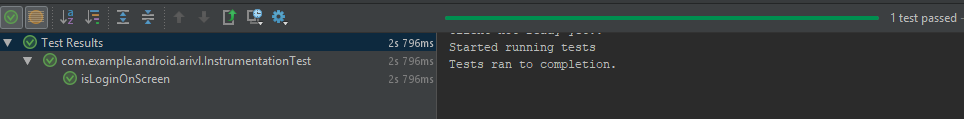 1 test passed
Test Results 2s 796ms
com.example.android.arivl.InstrumentationTest 2s 796ms
isLoginOnScreen 2s 796ms
Started running tests
Tests ran to completion.